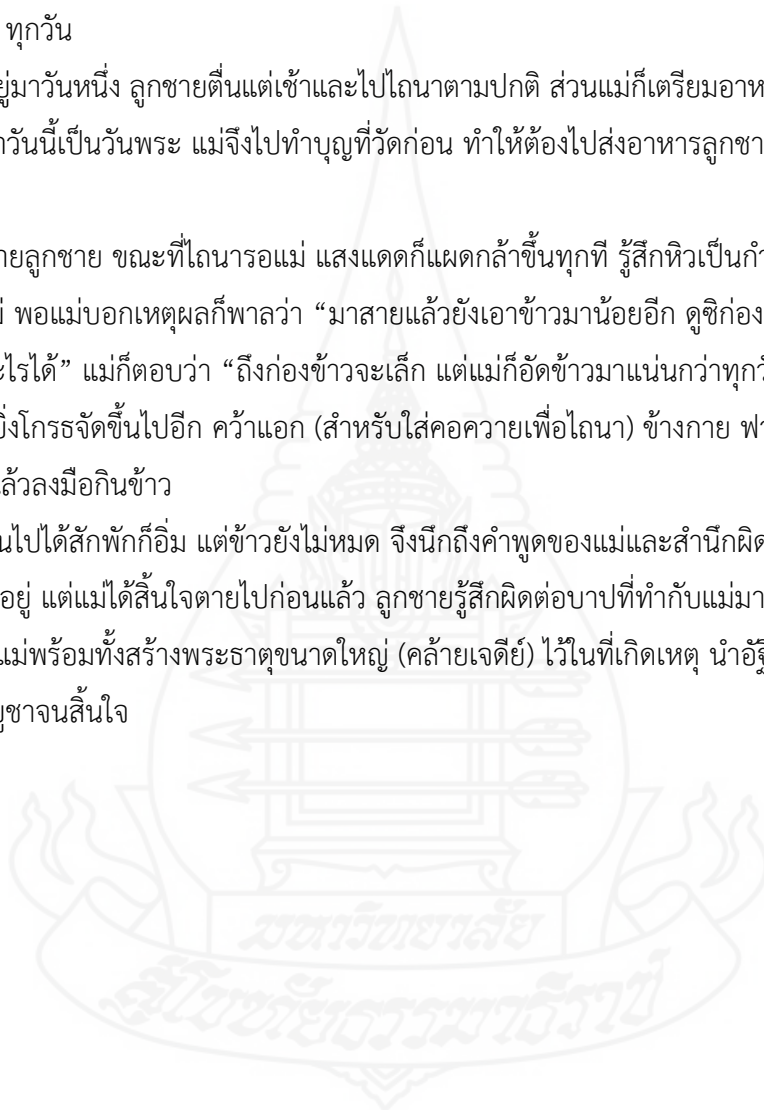 ทุกวัน
ยู่มาวันหนึ่ง ลูกชายตื่นแต่เช้าและไปไถนาตามปกติ ส่วนแม่ก็เตรียมอาห
วันนี้เป็นวันพระ แม่จึงไปทำบุญที่วัดก่อน ทำให้ต้องไปส่งอาหารลูกชา
ายลูกชาย ขณะที่ไถนารอแม่ แสงแดดก็แผดกล้าขึ้นทุกที รู้สึกหิวเป็นกำ
พอแม่บอกเหตุผลก็พาลว่า “มาสายแล้วยังเอาข้าวมาน้อยอีก ดูซิก่อง
ะไรได้” แม่ก็ตอบว่า “ถึงก่องข้าวจะเล็ก แต่แม่ก็อัดข้าวมาแน่นกว่าทุกวั
ยิ่งโกรธจัดขึ้นไปอีก คว้าแอก (สำหรับใส่คอควายเพื่อไถนา) ข้างกาย ฟา
ล้วลงมือกินข้าว
นไปได้สักพักก็อิ่ม แต่ข้าวยังไม่หมด จึงนึกถึงคำพูดของแม่และสำนึกผิด
อยู่ แต่แม่ได้สิ้นใจตายไปก่อนแล้ว ลูกชายรู้สึกผิดต่อบาปที่ทำกับแม่มา
แม่พร้อมทั้งสร้างพระธาตุขนาดใหญ่ (คล้ายเจดีย์) ไว้ในที่เกิดเหตุ นำอัฐิ
บูชาจนสิ้นใจ
มหาวิทยาลัย
สุโขทัยธรรมาธิราช